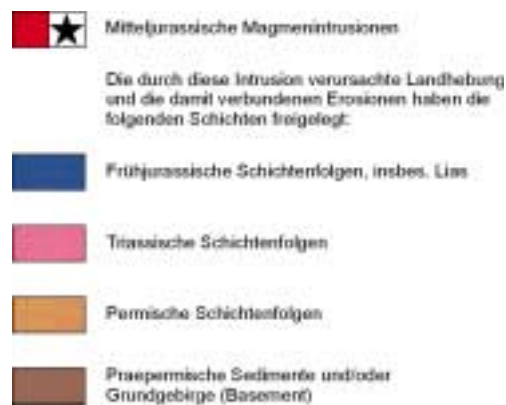 Mitteljurassische Magmenintrusionen
Die durch diese Intrusion verursachte Landhebung
und die damit verbundenen Erosionen haben die
folgenden Schichten freigelegt:
Frühjurassische Schichtenfolgen, insbes. Lias
Triassische Schichtenfolgen
Permische Schichtenfolgen
Praepermische Sedimente und/oder
Grundgebirge (Basement)